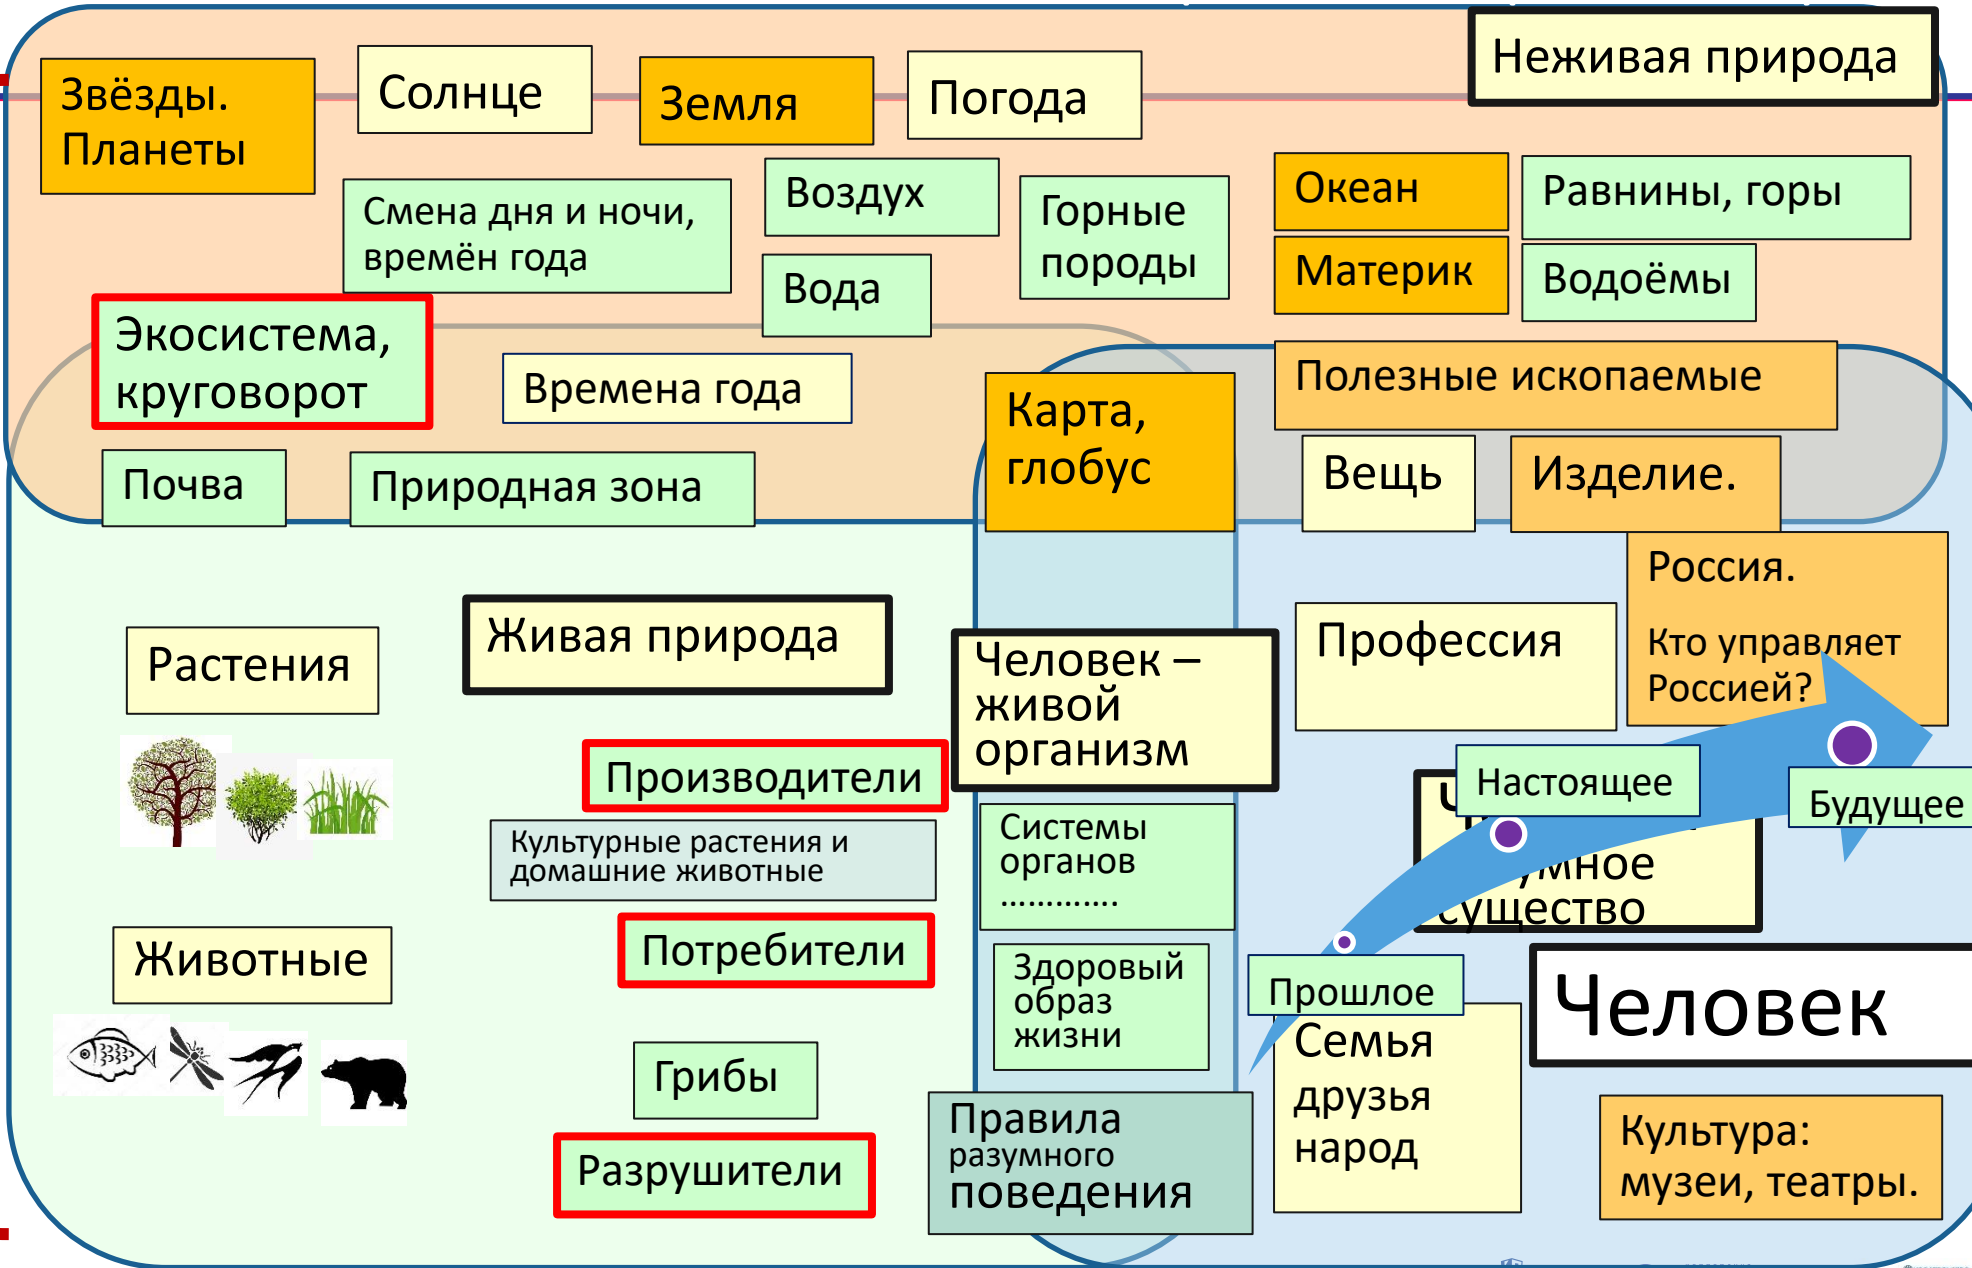 Неживая природа
Звёзды.
Планеты
Солнце
Земля
Погода
Смена дня и ночи,
времён года
Воздух
Вода
Горные
породы
Океан
Материк
Равнины, горы
Водоёмы
Экосистема,
круговорот
Времена года
Карта,
глобус
Полезные ископаемые
Вещь
Изделие.
Почва
Природная зона
Россия.
Кто управляет
Россией?
Живая природа
Растения
Человек –
живой
организм
Профессия
Производители
Культурные растения и
домашние животные
Потребители
Системы
органов
………….
Настоящее
Будущее
существо
Животные
Здоровый
образ
жизни
Прошлое
Человек
Семья
друзья
народ
Грибы
Разрушители
Правила
разумного
поведения
Культура:
музеи, театры.